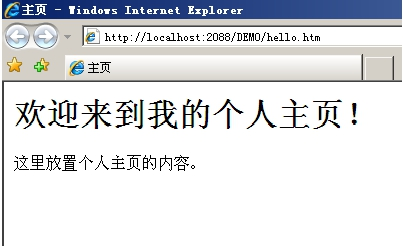 主页 - Windows Internet Explorer
http://localhost:2088/DEMO/hello.htm
主页
欢迎来到我的个人主页!
这里放置个人主页的内容。